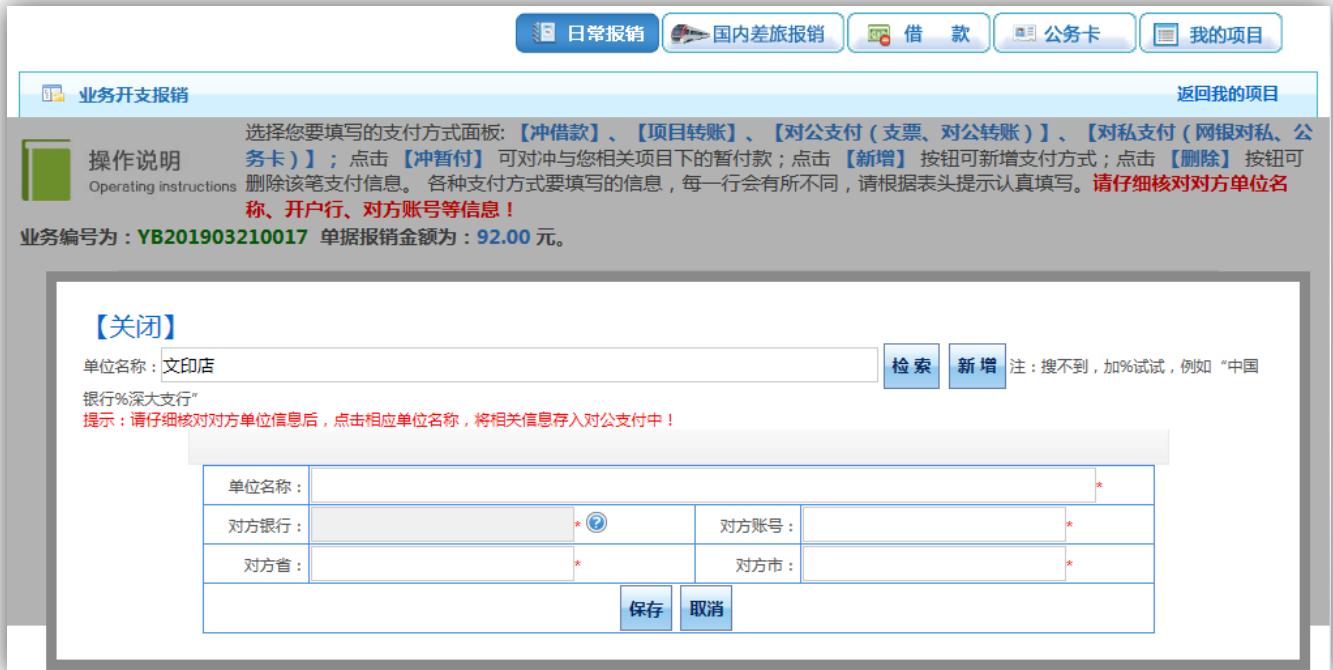 日常报销 国内差旅报销 借 款 公务卡 我的项目
业务开支报销 返回我的项目
操作说明
Operating instructions
选择您要填写的支付方式面板:【冲借款】、【项目转账】、【对公支付（支票、对公转账）】、【对私支付（网银对私、公
务卡）】；点击【冲暂付】可对冲与您相关项目下的暂付款；点击【新增】按钮可新增支付方式；点击【删除】按钮可
删除该笔支付信息。 各种支付方式要填写的信息，每一行会有所不同，请根据表头提示认真填写。请仔细核对对方单位名
称、开户行、对方账号等信息！
业务编号为：YB201903210017 单据报销金额为：92.00 元。
【关闭】
单位名称：文印店 检 索 新 增 注：搜不到，加%试试，例如“中国
银行%深大支行”
提示：请仔细核对对方单位信息后，点击相应单位名称，将相关信息存入对公支付中！
单位名称： *
对方银行： * ? 对方账号： *
对方省： * 对方市： *
保存 取消